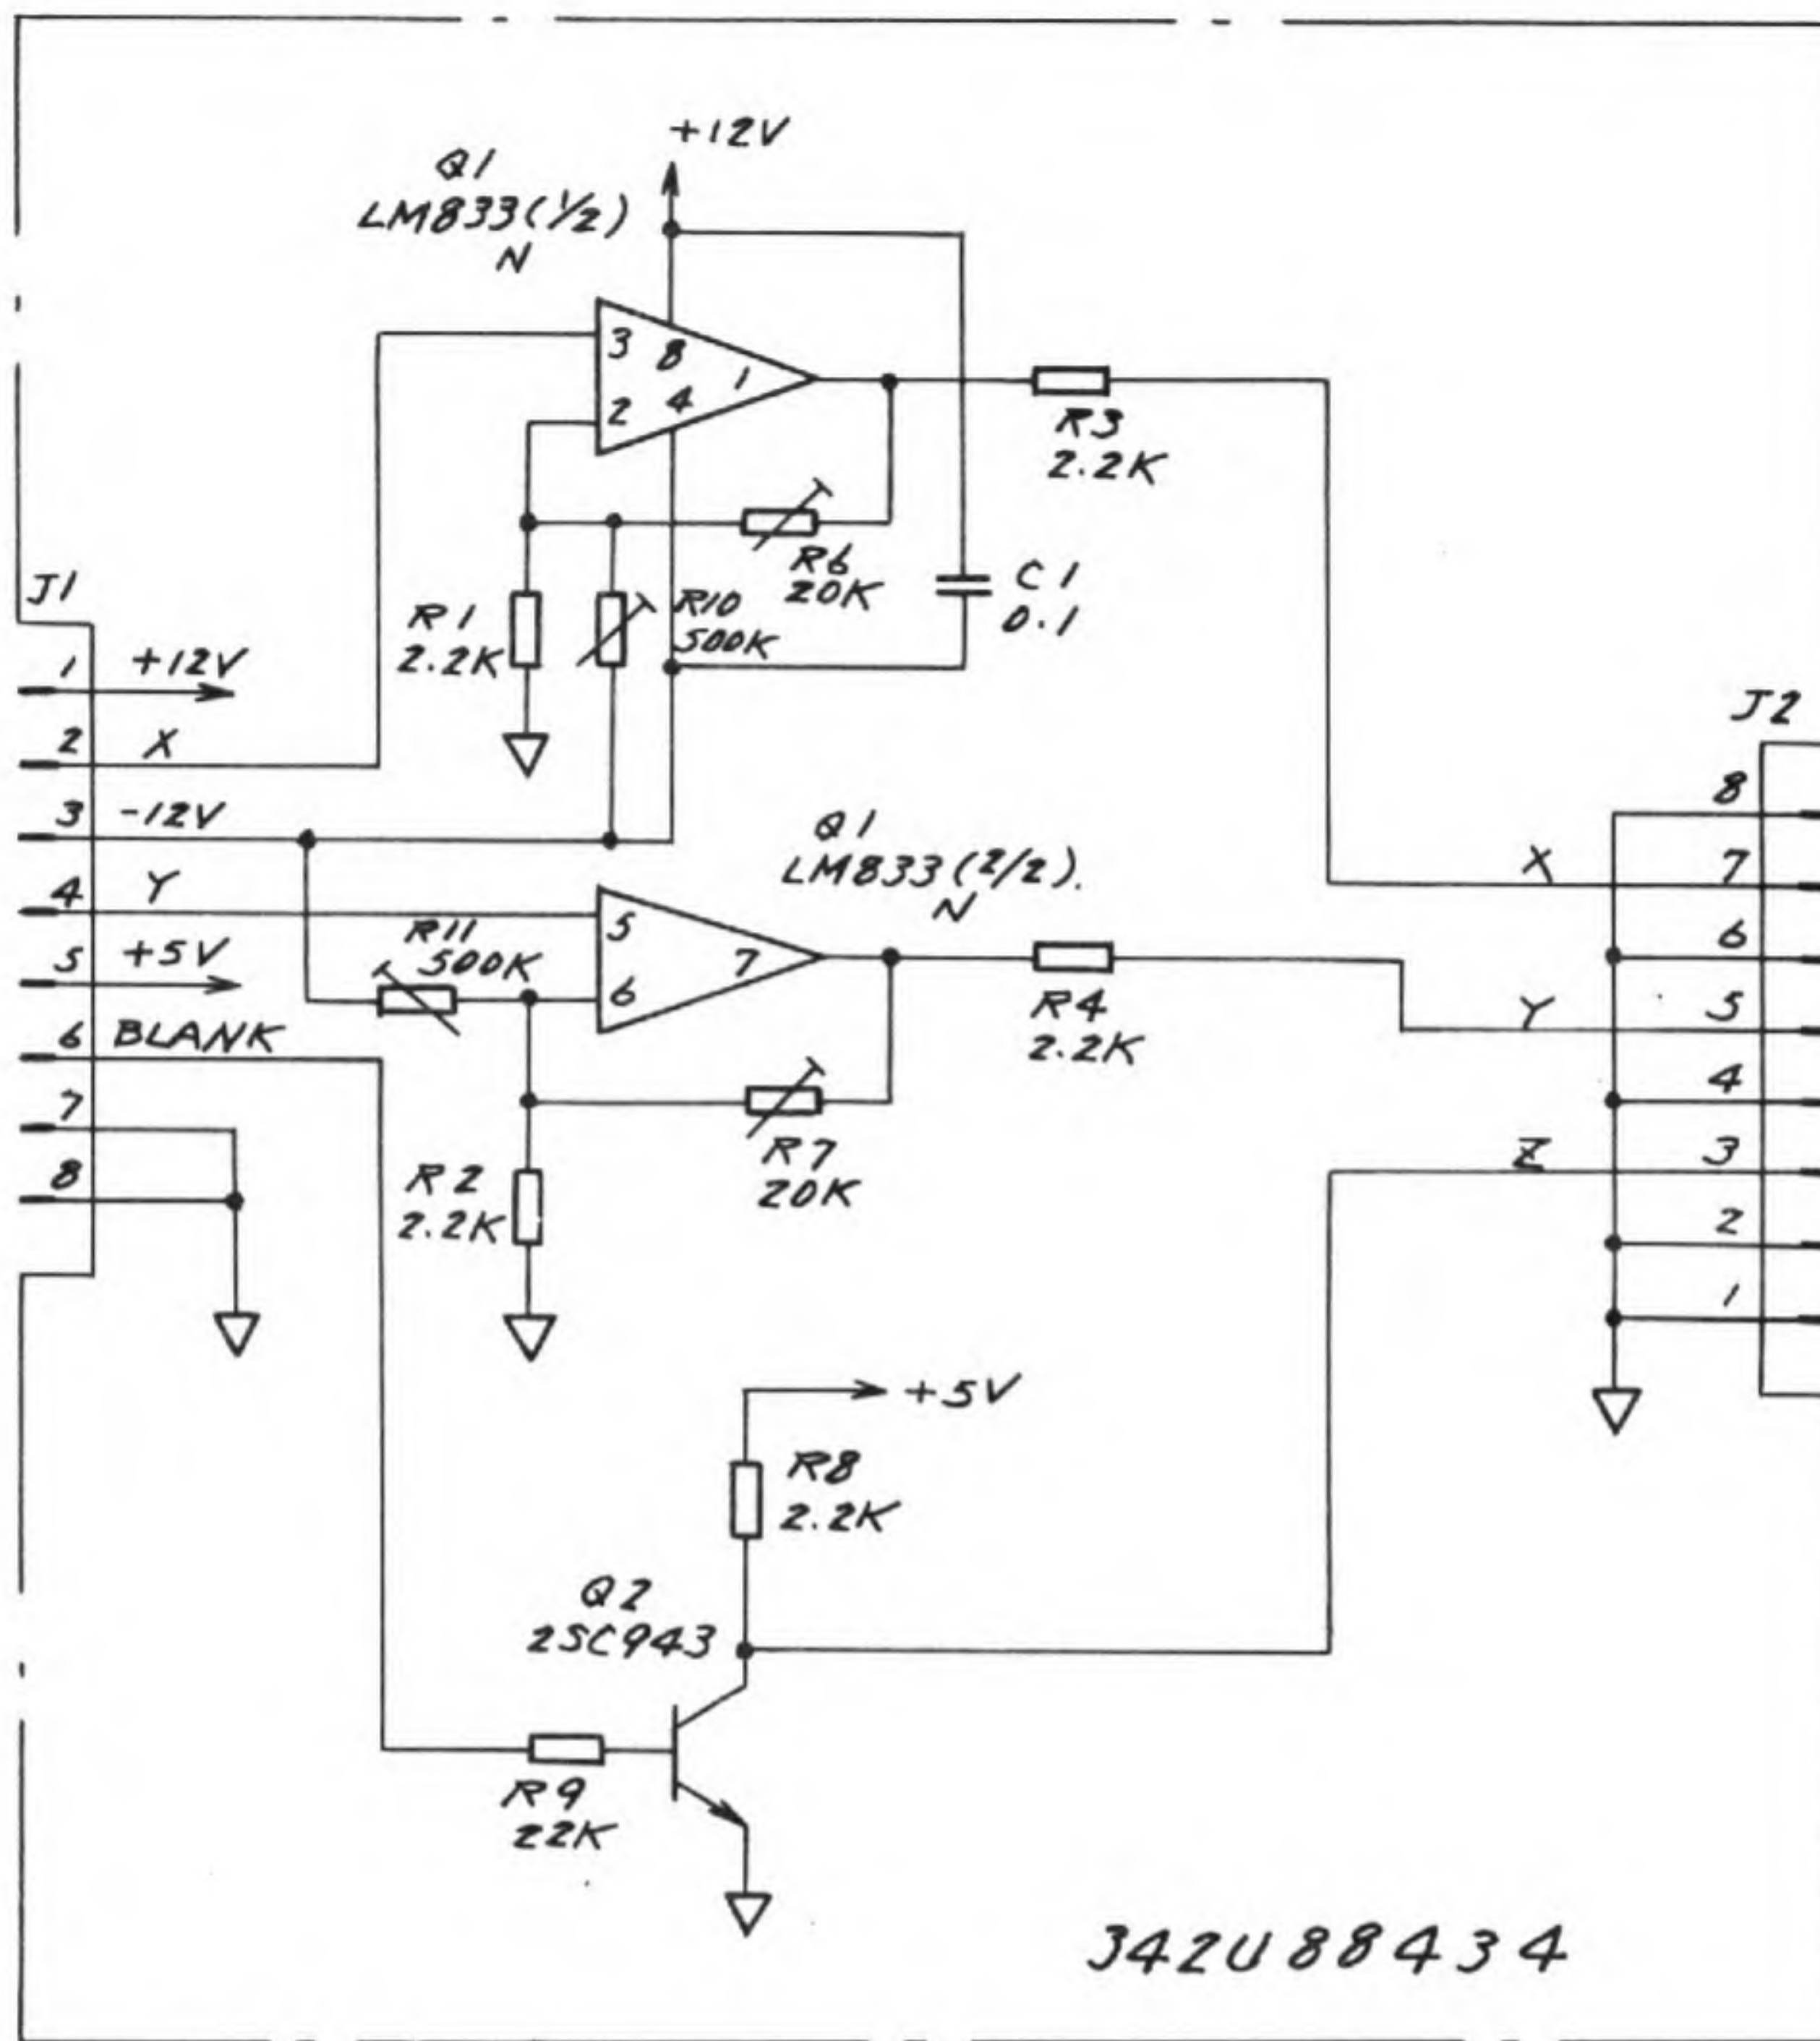 +12V
Q1
LM833(1/2)
N
3
8
1
2
4
R3
2.2K
R6
20K
C1
0.1
R1
2.2K
R10
500K
J1
1 +12V
2 X
3 -12V
4 Y
5 +5V
6 BLANK
7
8
Q1
LM833(2/2).
N
R11
500K
5
7
6
R4
2.2K
R7
20K
R2
2.2K
J2
8
X 7
6
Y 5
4
Z 3
2
1
+5V
R8
2.2K
Q2
2SC943
R9
22K
342U88434